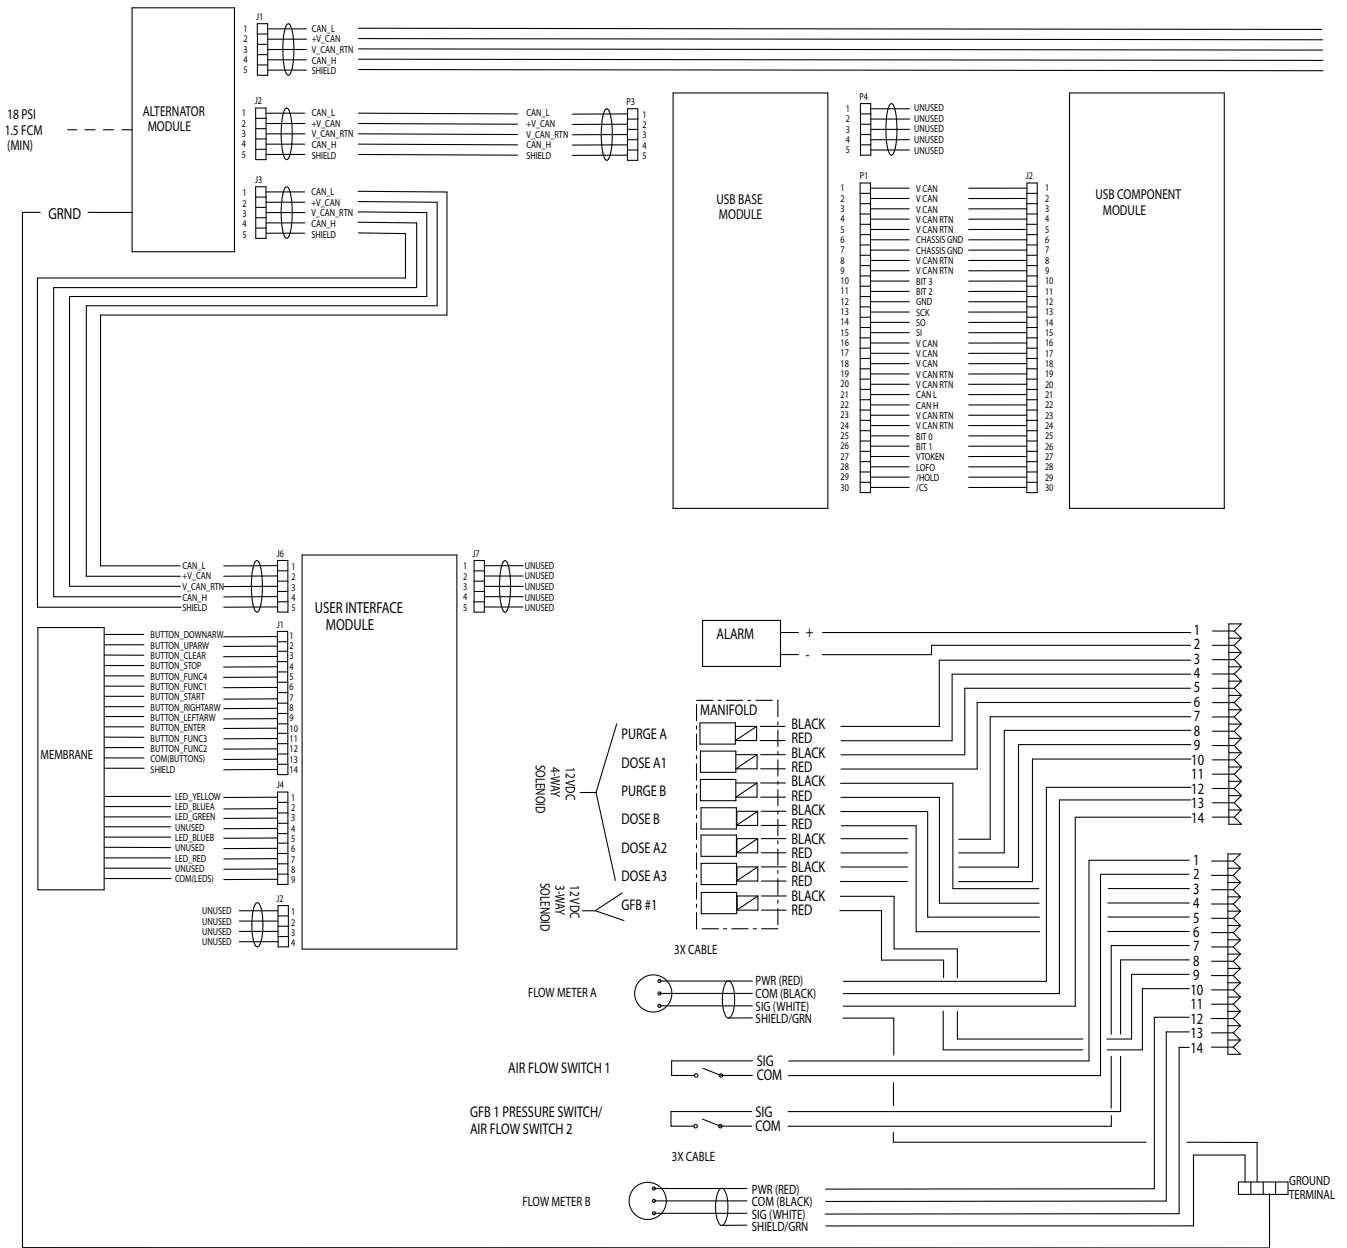 J1
1 CAN_L
2 +V_CAN
3 V_CAN_RTN
4 CAN_H
5 SHIELD
ALTERNATOR
MODULE
18 PSI
1.5 FCM
(MIN)
J2
1 CAN_L
2 +V_CAN
3 V_CAN_RTN
4 CAN_H
5 SHIELD
P3
CAN_L 1
+V_CAN 2
V_CAN_RTN 3
CAN_H 4
SHIELD 5
J3
1 CAN_L
2 +V_CAN
3 V_CAN_RTN
4 CAN_H
5 SHIELD
GRND
USB BASE
MODULE
P4
1 UNUSED
2 UNUSED
3 UNUSED
4 UNUSED
5 UNUSED
USB COMPONENT
MODULE
P1 J2
1 V CAN 1
2 V CAN 2
3 V CAN 3
4 V CAN RTN 4
5 V CAN RTN 5
6 CHASSIS GND 6
7 CHASSIS GND 7
8 V CAN RTN 8
9 V CAN RTN 9
10 BIT 3 10
11 BIT 2 11
12 GND 12
13 SCK 13
14 SO 14
15 SI 15
16 V CAN 16
17 V CAN 17
18 V CAN 18
19 V CAN RTN 19
20 V CAN RTN 20
21 CAN L 21
22 CAN H 22
23 V CAN RTN 23
24 V CAN RTN 24
25 BIT 0 25
26 BIT 1 26
27 VTOKEN 27
28 LOFO 28
29 /HOLD 29
30 /CS 30
J6
CAN_L 1
+V_CAN 2
V_CAN_RTN 3
CAN_H 4
SHIELD 5
USER INTERFACE
MODULE
J7
1 UNUSED
2 UNUSED
3 UNUSED
4 UNUSED
5 UNUSED
MEMBRANE
J1
BUTTON_DOWNARW 1
BUTTON_UPARW 2
BUTTON_CLEAR 3
BUTTON_STOP 4
BUTTON_FUNC4 5
BUTTON_FUNC1 6
BUTTON_START 7
BUTTON_RIGHTARW 8
BUTTON_LEFTARW 9
BUTTON_ENTER 10
BUTTON_FUNC3 11
BUTTON_FUNC2 12
COM(BUTTONS) 13
SHIELD 14
J4
LED_YELLOW 1
LED_BLUEA 2
LED_GREEN 3
UNUSED 4
LED_BLUEB 5
UNUSED 6
LED_RED 7
UNUSED 8
COM(LEDS) 9
J2
UNUSED 1
UNUSED 2
UNUSED 3
UNUSED 4
ALARM
+
-
MANIFOLD
12 VDC
4-WAY
SOLENOID
PURGE A
BLACK
RED
DOSE A1
BLACK
RED
PURGE B
BLACK
RED
DOSE B
BLACK
RED
DOSE A2
BLACK
RED
DOSE A3
BLACK
RED
12 VDC
3-WAY
SOLENOID
GFB #1
BLACK
RED
1
2
3
4
5
6
7
8
9
10
11
12
13
14
1
2
3
4
5
6
7
8
9
10
11
12
13
14
3X CABLE
FLOW METER A
PWR (RED)
COM (BLACK)
SIG (WHITE)
SHIELD/GRN
AIR FLOW SWITCH 1
SIG
COM
GFB 1 PRESSURE SWITCH/
AIR FLOW SWITCH 2
SIG
COM
3X CABLE
FLOW METER B
PWR (RED)
COM (BLACK)
SIG (WHITE)
SHIELD/GRN
GROUND
TERMINAL